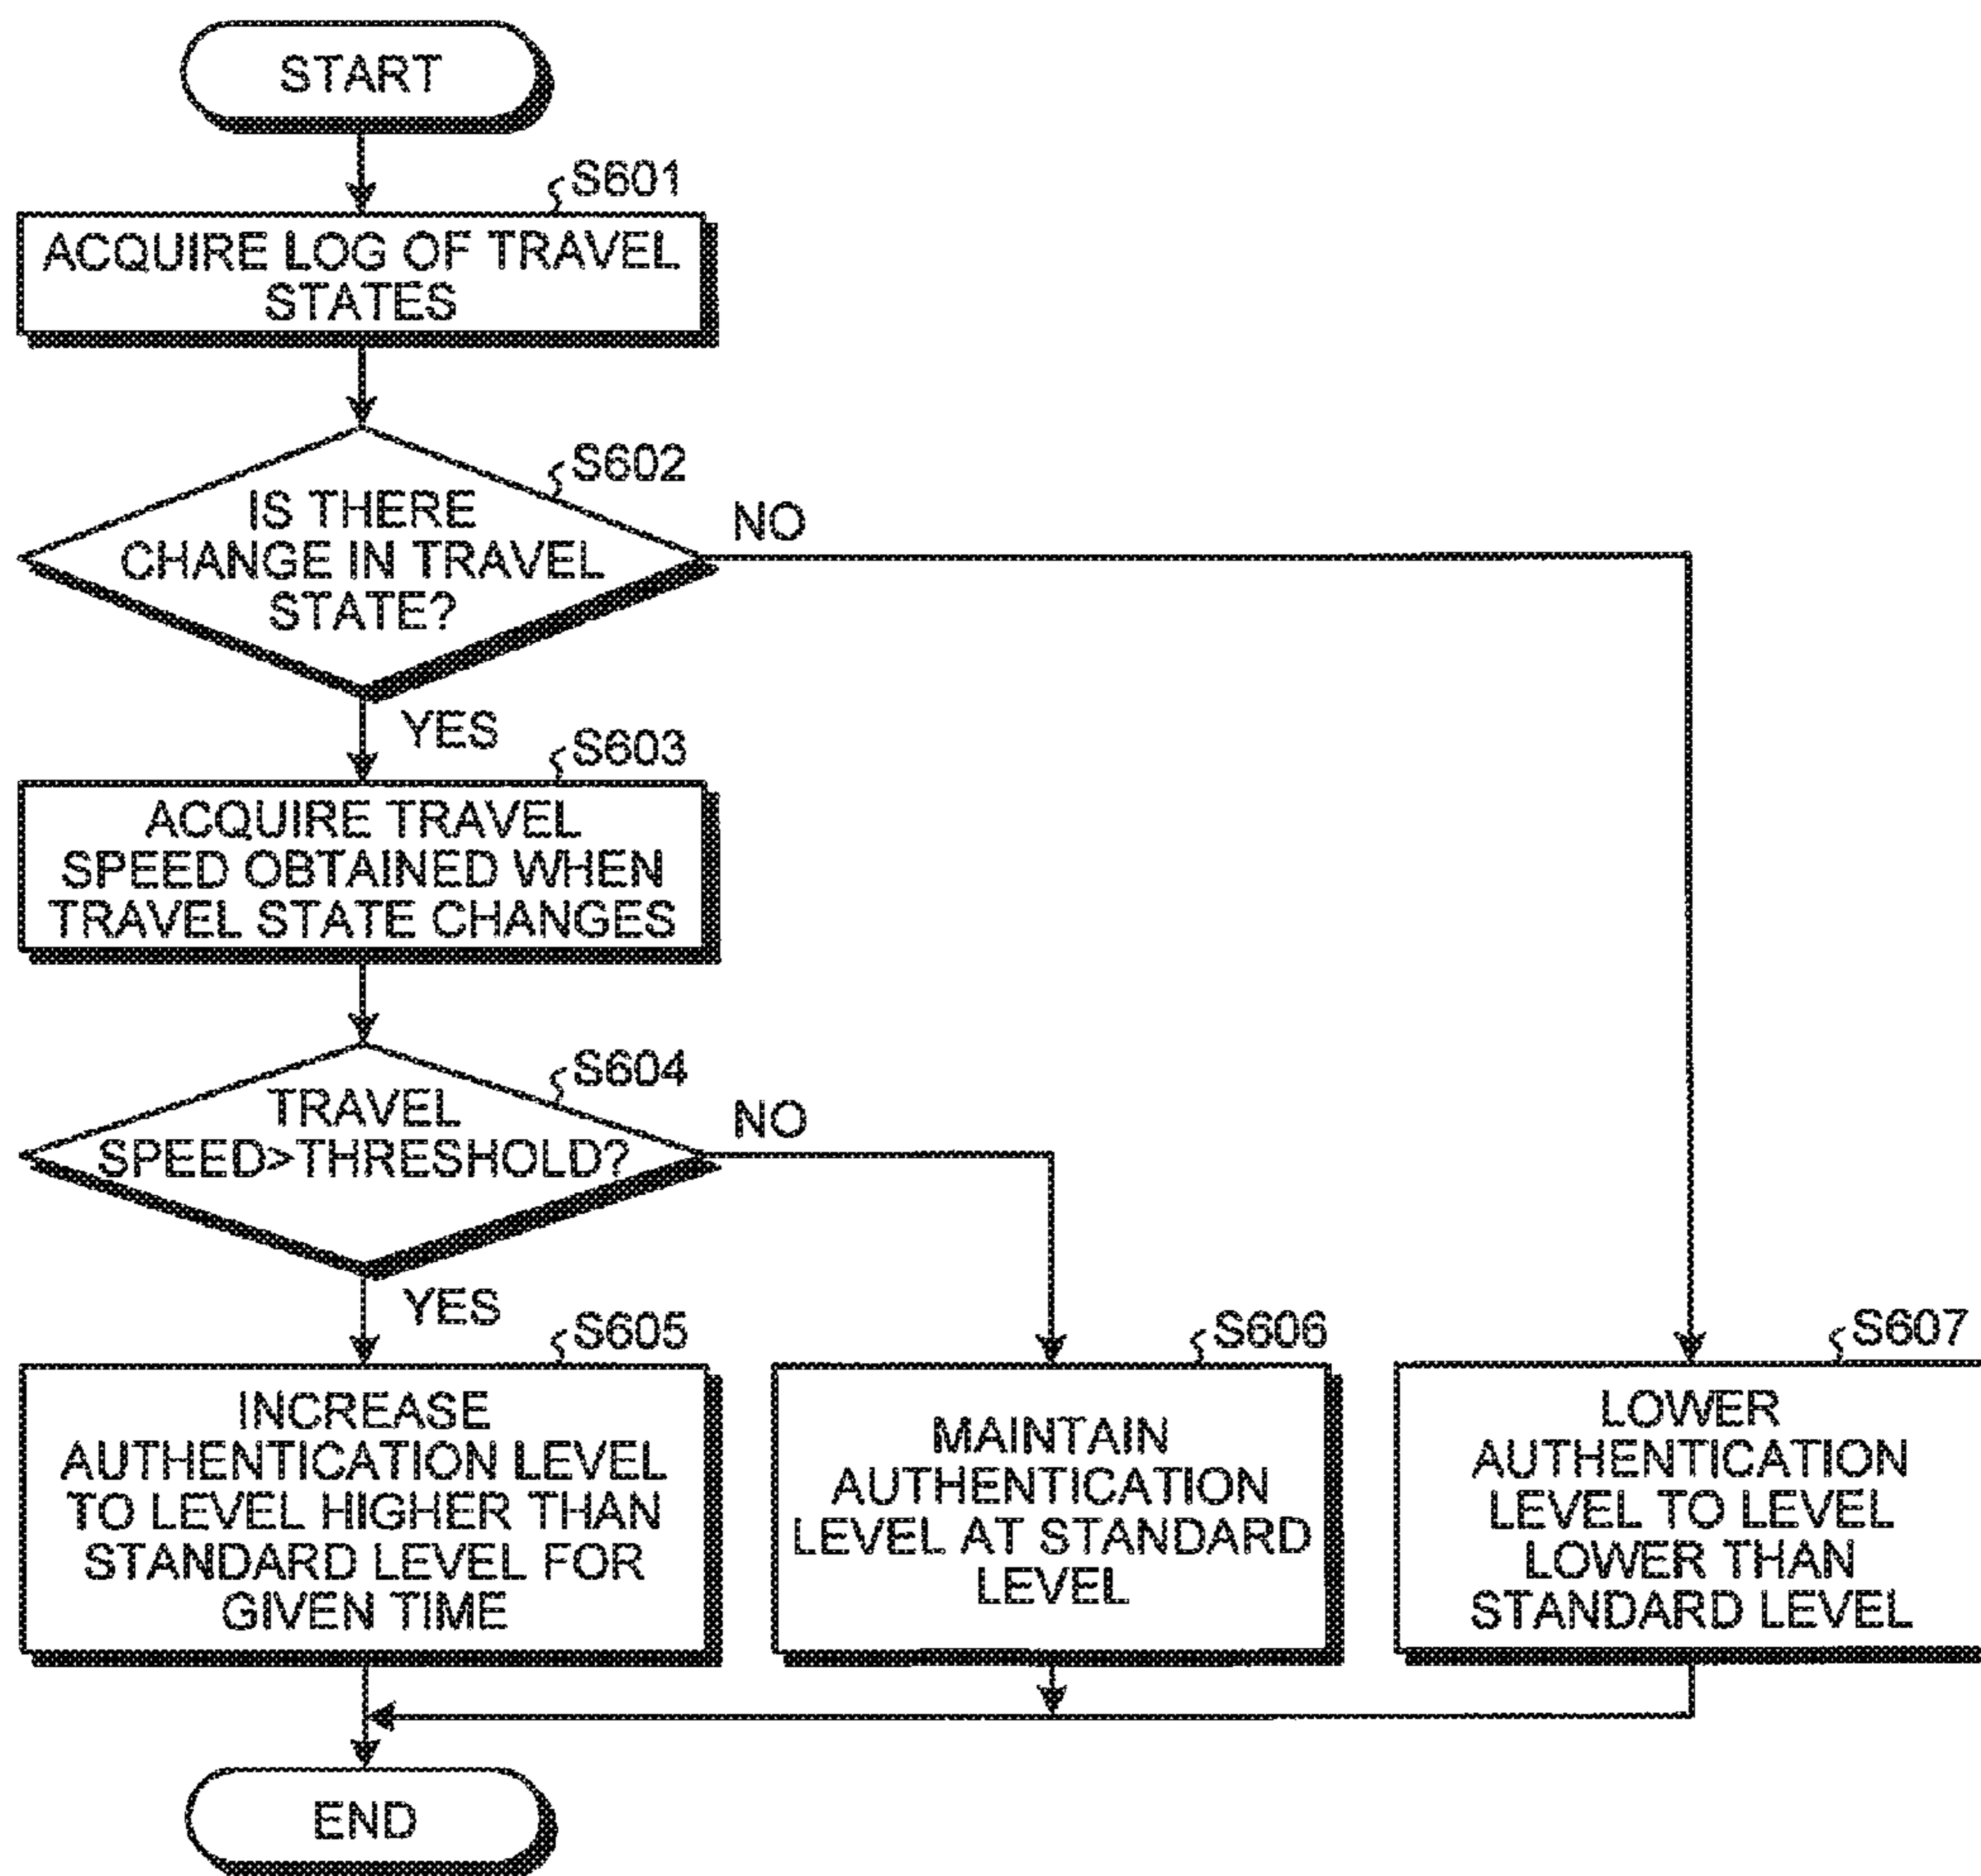 START
S601
ACQUIRE LOG OF TRAVEL
STATES
S602
IS THERE
CHANGE IN TRAVEL
STATE?
NO
YES
S603
ACQUIRE TRAVEL
SPEED OBTAINED WHEN
TRAVEL STATE CHANGES
S604
TRAVEL
SPEED>THRESHOLD?
NO
YES
S605
INCREASE
AUTHENTICATION LEVEL
TO LEVEL HIGHER THAN
STANDARD LEVEL FOR
GIVEN TIME
S606
MAINTAIN
AUTHENTICATION
LEVEL AT STANDARD
LEVEL
S607
LOWER
AUTHENTICATION
LEVEL TO LEVEL
LOWER THAN
STANDARD LEVEL
END